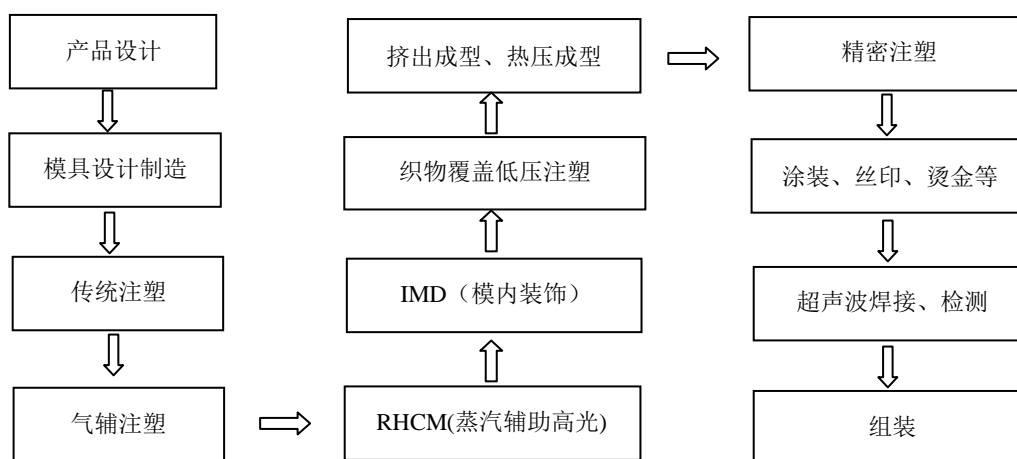 产品设计
模具设计制造
传统注塑
气辅注塑
RHCM(蒸汽辅助高光)
IMD（模内装饰）
织物覆盖低压注塑
挤出成型、热压成型
精密注塑
涂装、丝印、烫金等
超声波焊接、检测
组装